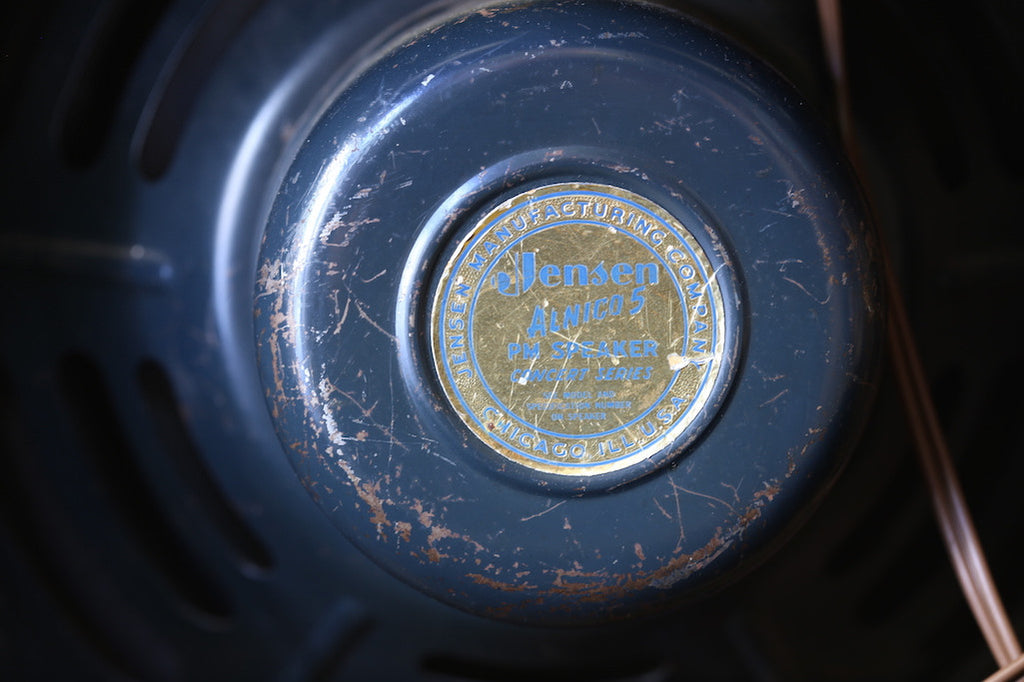 JENSEN MANUFACTURING COMPANY
Jensen
ALNICO 5
PM SPEAKER
CONCERT SERIES
CHICAGO, ILL. U.S.A.